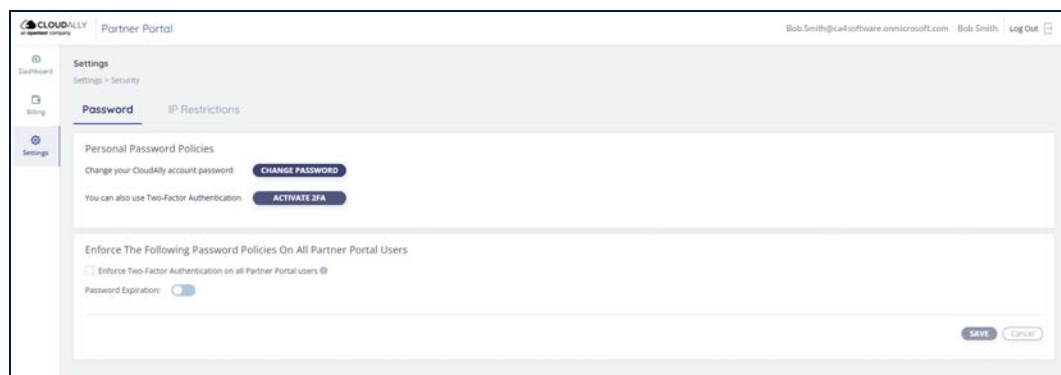 CLOUDALLY
an opentext company
Partner Portal
Bob.Smith@ca4software.onmicrosoft.com Bob Smith Log Out
Dashboard
Billing
Settings
Settings
Settings > Security
Password IP Restrictions
Personal Password Policies
Change your CloudAlly account password CHANGE PASSWORD
You can also use Two-Factor Authentication ACTIVATE 2FA
Enforce The Following Password Policies On All Partner Portal Users
Enforce Two-Factor Authentication on all Partner Portal users
Password Expiration:
SAVE Cancel